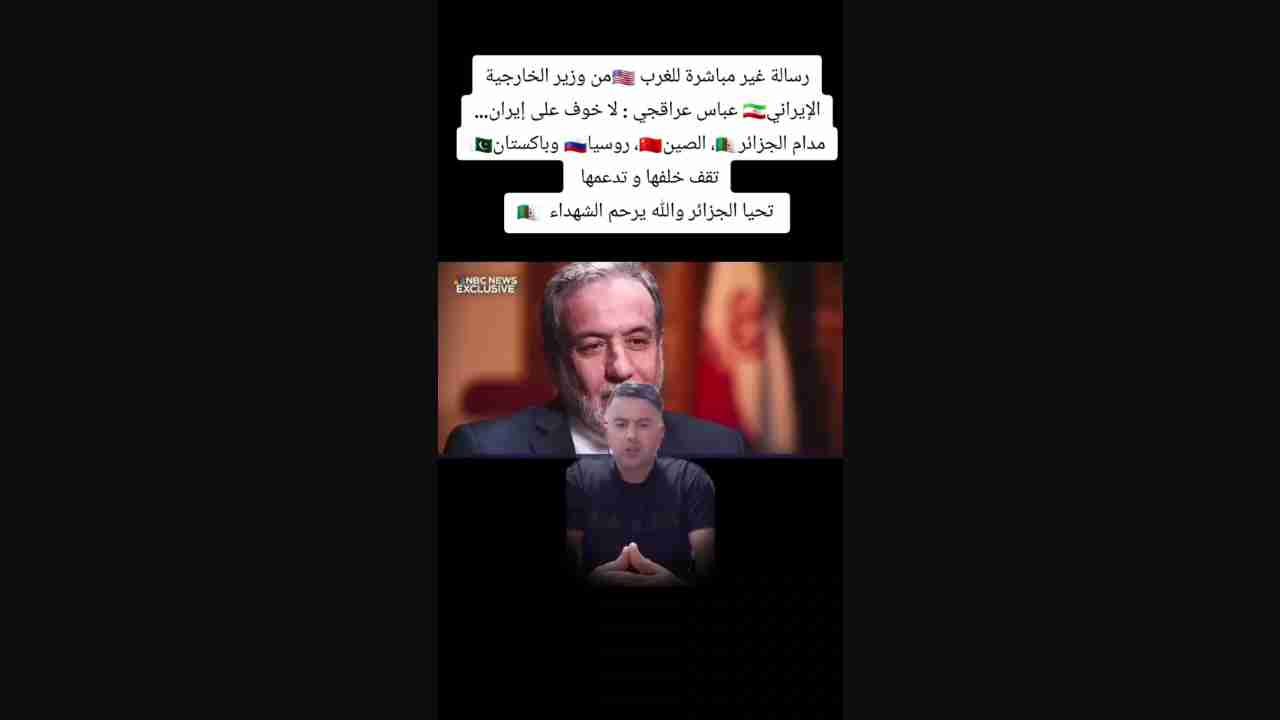 رسالة غير مباشرة للغرب 🇺🇸من وزير الخارجية
الإيراني🇮🇷 عباس عراقجي : لا خوف على إيران...
مدام الجزائر 🇩🇿، الصين🇨🇳، روسيا🇷🇺 وباكستان🇵🇰
تقف خلفها و تدعمها
تحيا الجزائر والله يرحم الشهداء 🇩🇿
NBC NEWS
EXCLUSIVE